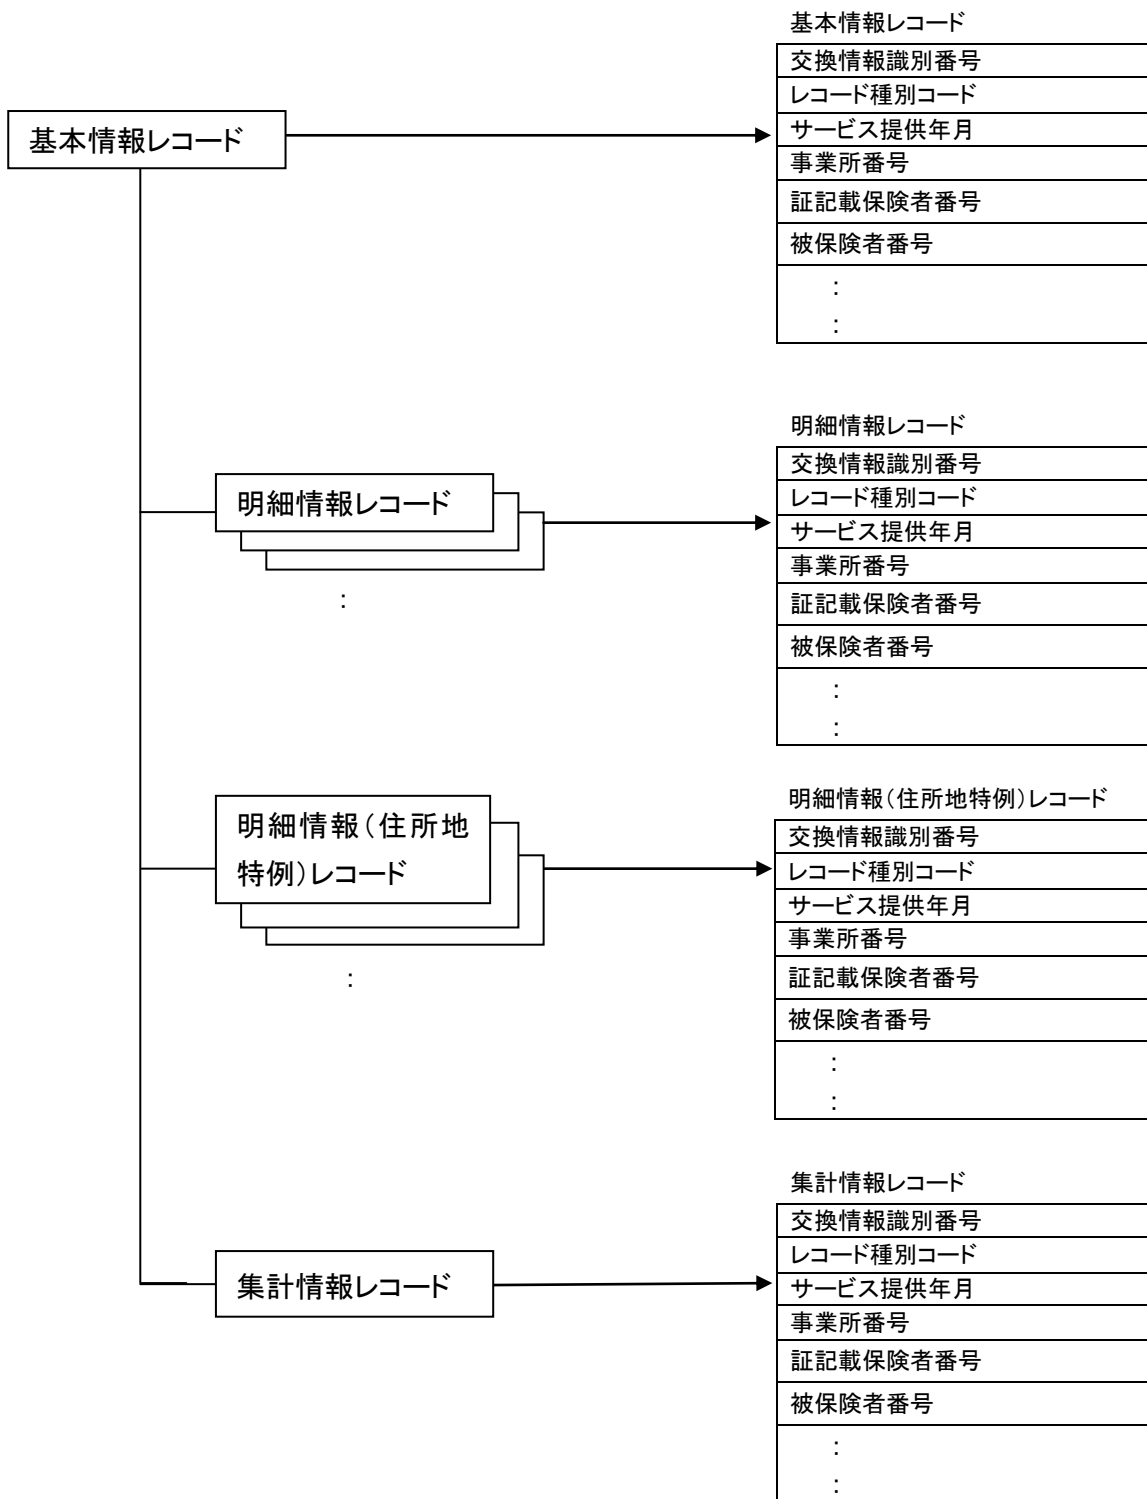 基本情報レコード
基本情報レコード
交換情報識別番号
レコード種別コード
サービス提供年月
事業所番号
証記載保険者番号
被保険者番号
:
:
明細情報レコード
:
明細情報レコード
交換情報識別番号
レコード種別コード
サービス提供年月
事業所番号
証記載保険者番号
被保険者番号
:
:
明細情報(住所地
特例)レコード
:
明細情報(住所地特例)レコード
交換情報識別番号
レコード種別コード
サービス提供年月
事業所番号
証記載保険者番号
被保険者番号
:
:
集計情報レコード
集計情報レコード
交換情報識別番号
レコード種別コード
サービス提供年月
事業所番号
証記載保険者番号
被保険者番号
:
: